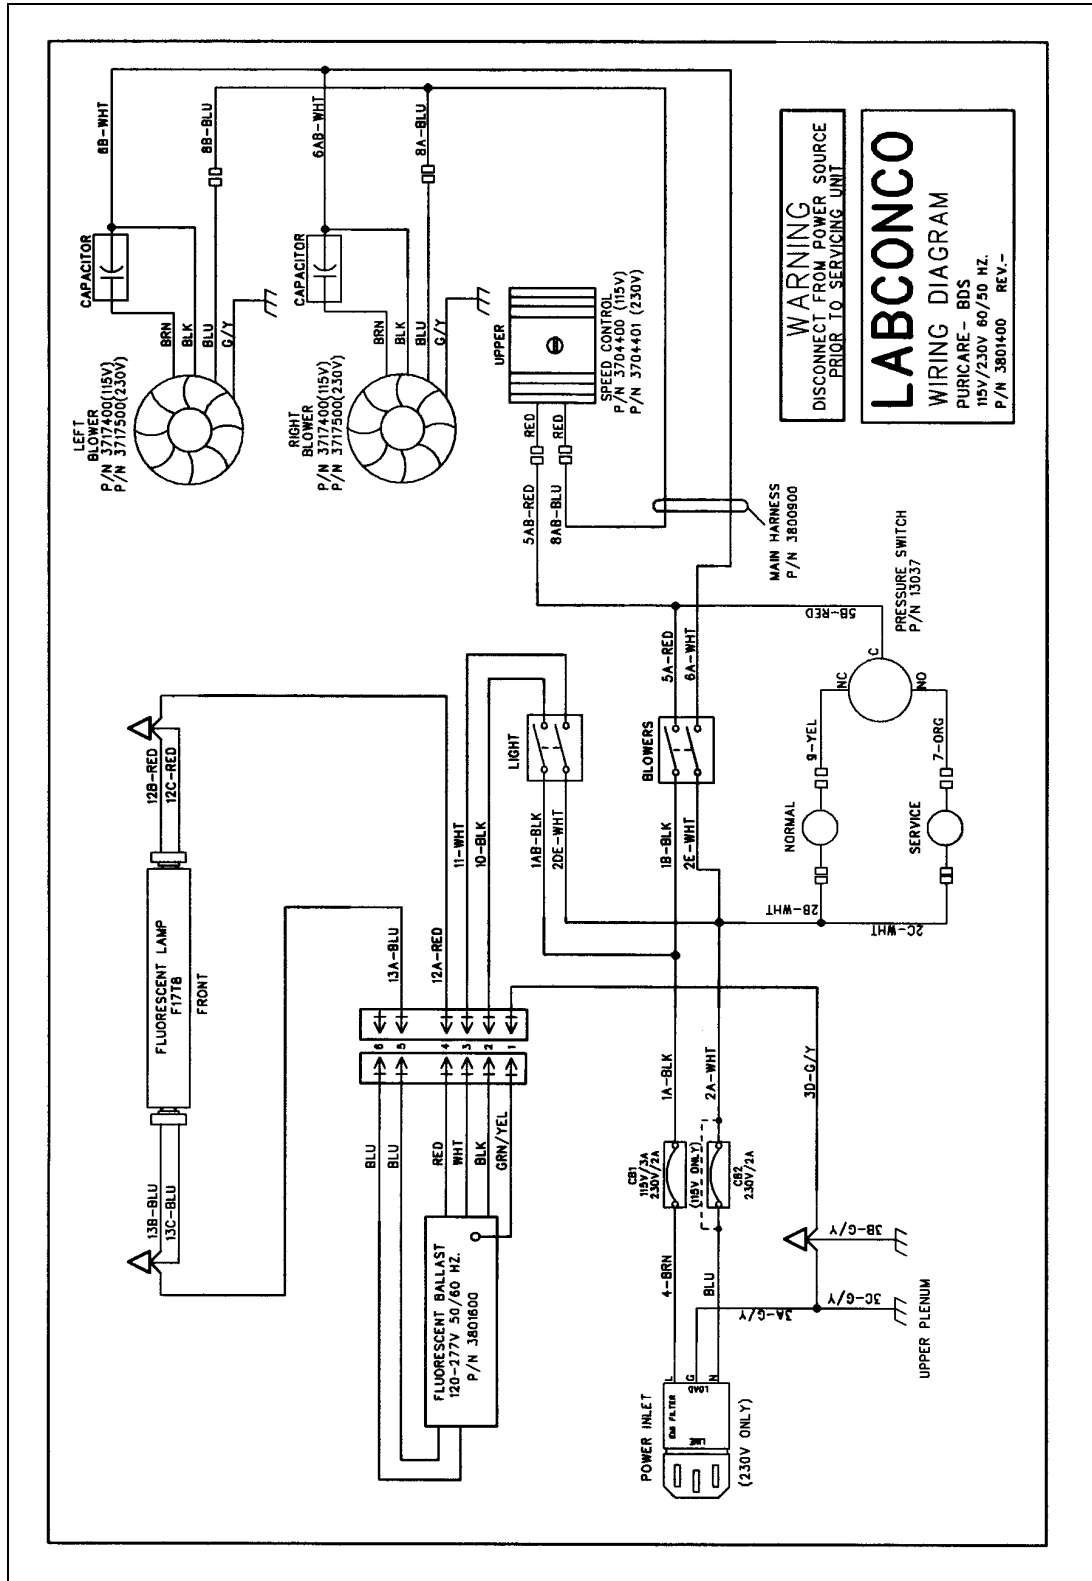 LEFT
BLOWER
P/N 3717400(115V)
P/N 3717500(230V)
CAPACITOR
BRN
BLK
BLU
G/Y
6B-WHT
8B-BLU
RIGHT
BLOWER
P/N 3717400(115V)
P/N 3717500(230V)
CAPACITOR
BRN
BLK
BLU
G/Y
6AB-WHT
8A-BLU
UPPER
SPEED CONTROL
P/N 3704400 (115V)
P/N 3704401 (230V)
RED
RED
5AB-RED
8AB-BLU
MAIN HARNESS
P/N 3800900
WARNING
DISCONNECT FROM POWER SOURCE
PRIOR TO SERVICING UNIT
LABCONCO
WIRING DIAGRAM
PURICARE- BDS
115V/230V 60/50 HZ.
P/N 3801400 REV.-
FLUORESCENT LAMP
F17T8
FRONT
12B-RED
12C-RED
13B-BLU
13C-BLU
13A-BLU
12A-RED
11-WHT
10-BLK
6
5
4
3
2
1
BLU
BLU
RED
WHT
BLK
GRN/YEL
FLUORESCENT BALLAST
120-277V 50/60 HZ.
P/N 3801600
LIGHT
1AB-BLK
2DE-WHT
BLOWERS
5A-RED
6A-WHT
1B-BLK
2E-WHT
5B-RED
PRESSURE SWITCH
P/N 13037
C
NC
NO
9-YEL
7-ORG
NORMAL
SERVICE
2B-WHT
2C-WHT
1A-BLK
2A-WHT
3D-G/Y
CB1
115V/3A
230V/2A
(115V ONLY)
CB2
230V/2A
4-BRN
BLU
3A-G/Y
3B-G/Y
3C-G/Y
UPPER PLENUM
POWER INLET
EMI FILTER
LINE
LOAD
L
G
N
(230V ONLY)